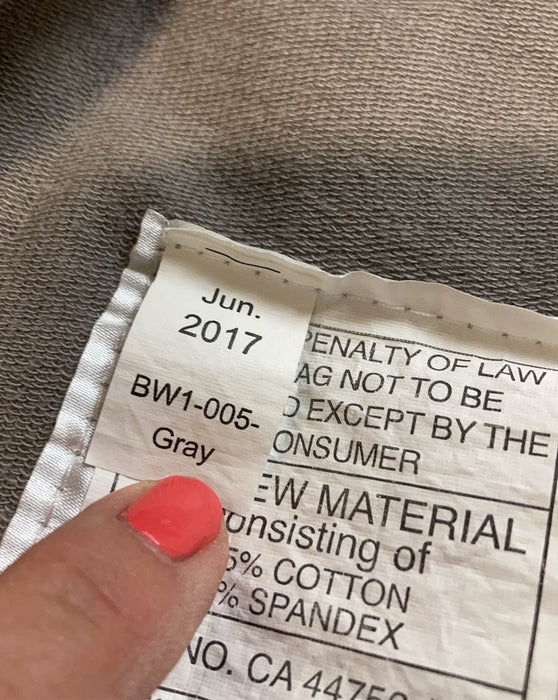 Jun.
2017
BW1-005-
Gray
PENALTY OF LAW
AG NOT TO BE
D EXCEPT BY THE
ONSUMER
EW MATERIAL
onsisting of
5% COTTON
% SPANDEX
NO. CA 4475